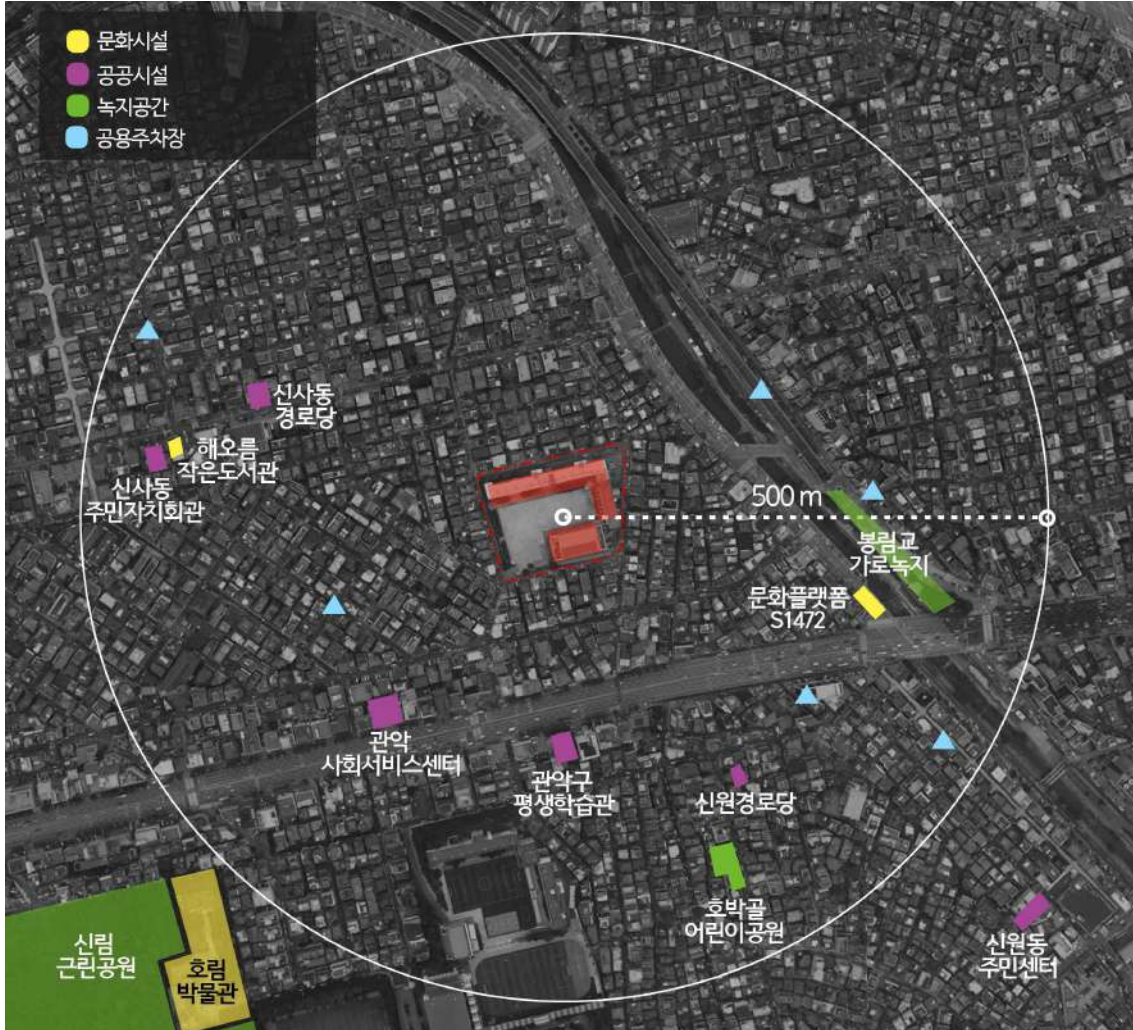 문화시설
공공시설
녹지공간
공용주차장
신사동
경로당
해오름
작은도서관
신사동
주민자치회관
500 m
봉림교
가로녹지
문화플랫폼
S1472
관악
사회서비스센터
관악구
평생학습관
신원경로당
호박골
어린이공원
신림
근린공원
호림
박물관
신원동
주민센터